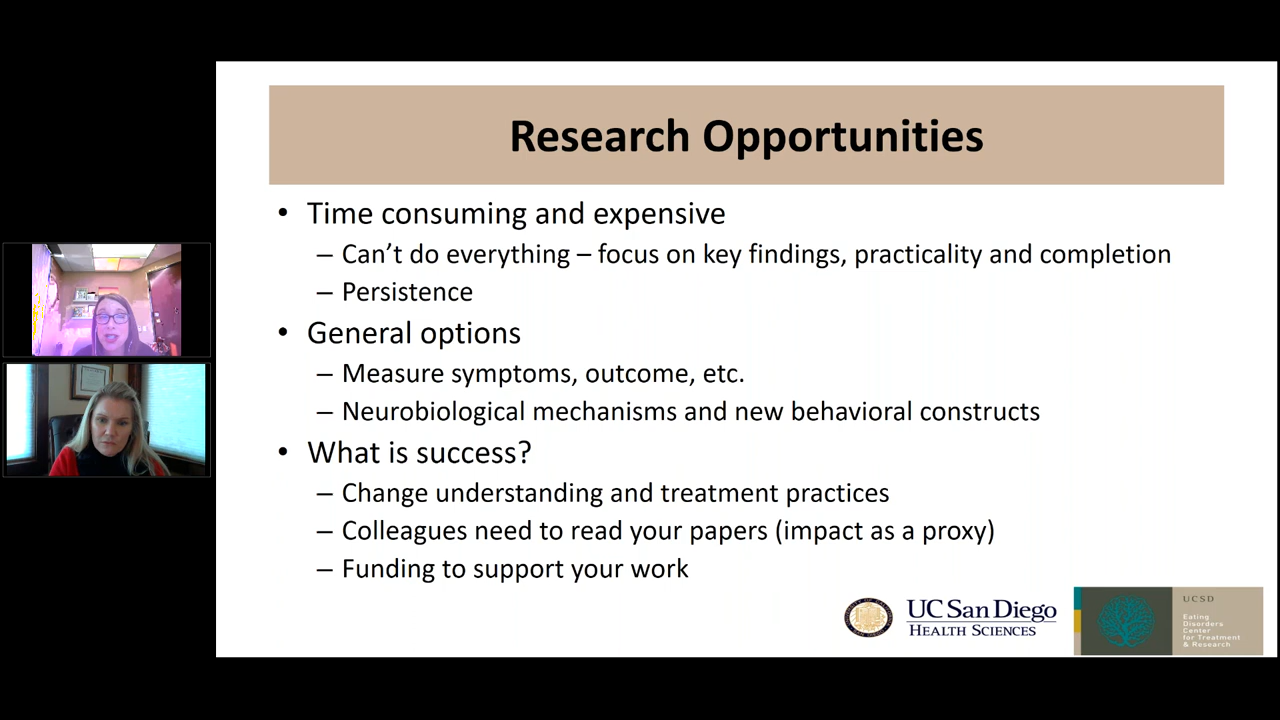 Research Opportunities
• Time consuming and expensive
– Can’t do everything – focus on key findings, practicality and completion
– Persistence
• General options
– Measure symptoms, outcome, etc.
– Neurobiological mechanisms and new behavioral constructs
• What is success?
– Change understanding and treatment practices
– Colleagues need to read your papers (impact as a proxy)
– Funding to support your work
UC San Diego
HEALTH SCIENCES
UCSD
Eating
Disorders
Center
for Treatment
& Research